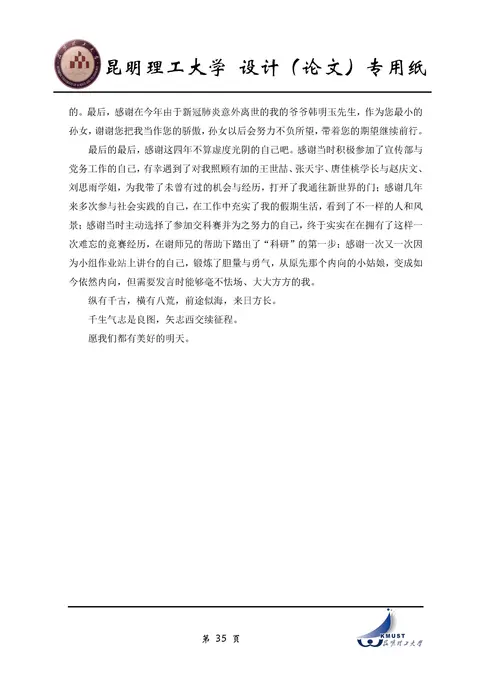 昆明理工大学 设计（论文）专用纸
的。最后，感谢在今年由于新冠肺炎意外离世的我的爷爷韩明玉先生，作为您最小的
孙女，谢谢您把我当作您的骄傲，孙女以后会努力不负所望，带着您的期望继续前行。
最后的最后，感谢这四年不算虚度光阴的自己吧。感谢当时积极参加了宣传部与
党务工作的自己，有幸遇到了对我照顾有加的王世喆、张天宇、唐佳桃学长与赵庆文、
刘思雨学姐，为我带了未曾有过的机会与经历，打开了我通往新世界的门；感谢几年
来多次参与社会实践的自己，在工作中充实了我的假期生活，看到了不一样的人和风
景；感谢当时主动选择了参加交科赛并为之努力的自己，终于实实在在拥有了这样一
次难忘的竞赛经历，在谢师兄的帮助下踏出了“科研”的第一步；感谢一次又一次因
为小组作业站上讲台的自己，锻炼了胆量与勇气，从原先那个内向的小姑娘，变成如
今依然内向，但需要发言时能够毫不怯场、大大方方的我。
纵有千古，横有八荒，前途似海，来日方长。
千生气志是良图，矢志西交续征程。
愿我们都有美好的明天。
第 35 页
KMUST
昆明理工大学